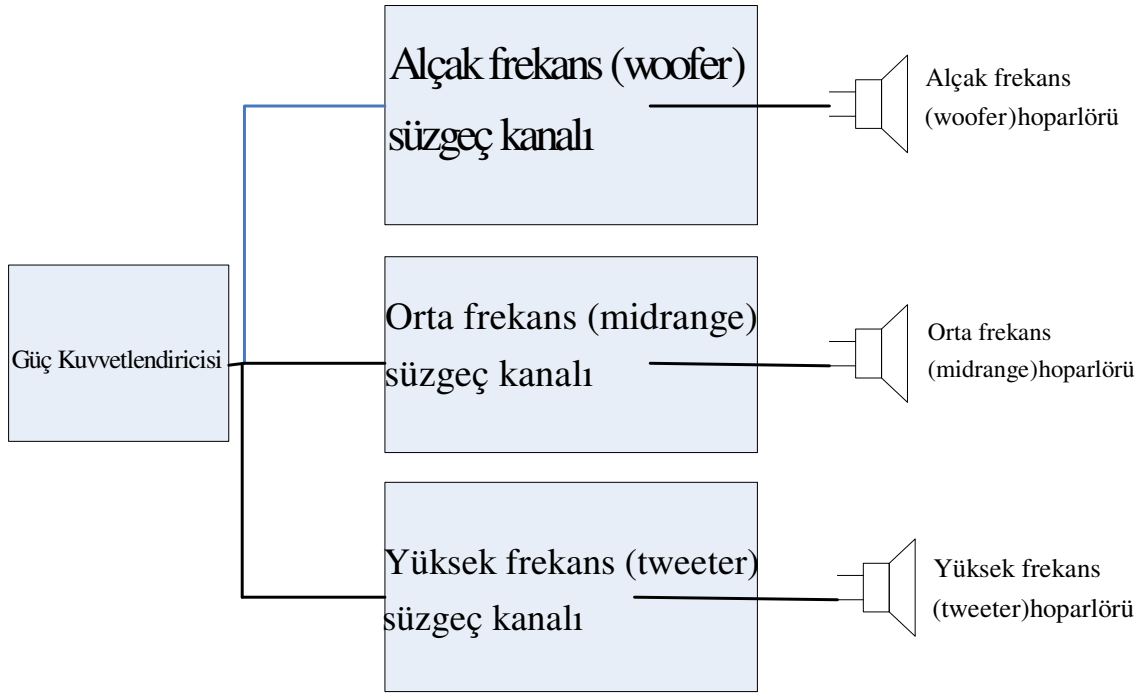 Alçak frekans (woofer)
süzgeç kanalı
Alçak frekans
(woofer)hoparlörü
Güç Kuvvetlendiricisi
Orta frekans (midrange)
süzgeç kanalı
Orta frekans
(midrange)hoparlörü
Yüksek frekans (tweeter)
süzgeç kanalı
Yüksek frekans
(tweeter)hoparlörü